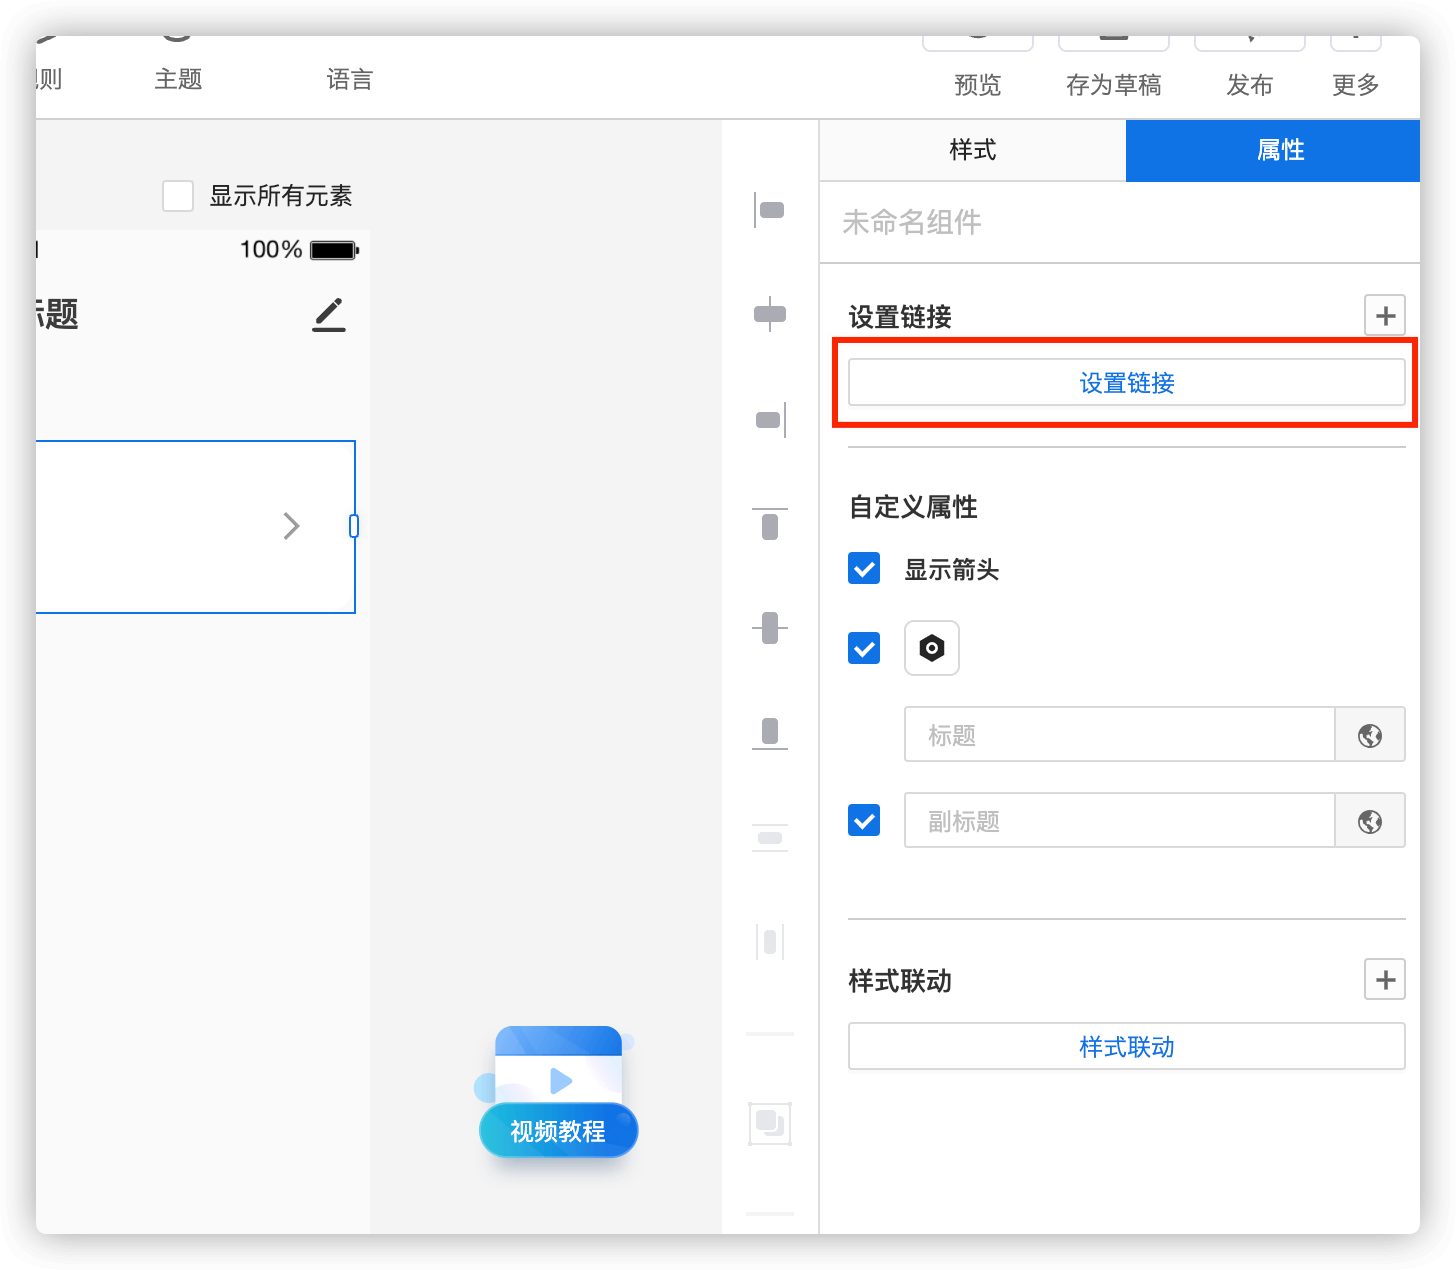 则
主题
语言
预览
存为草稿
发布
更多
样式
属性
显示所有元素
100%
未命名组件
标题
设置链接
设置链接
自定义属性
显示箭头
标题
副标题
样式联动
样式联动
视频教程